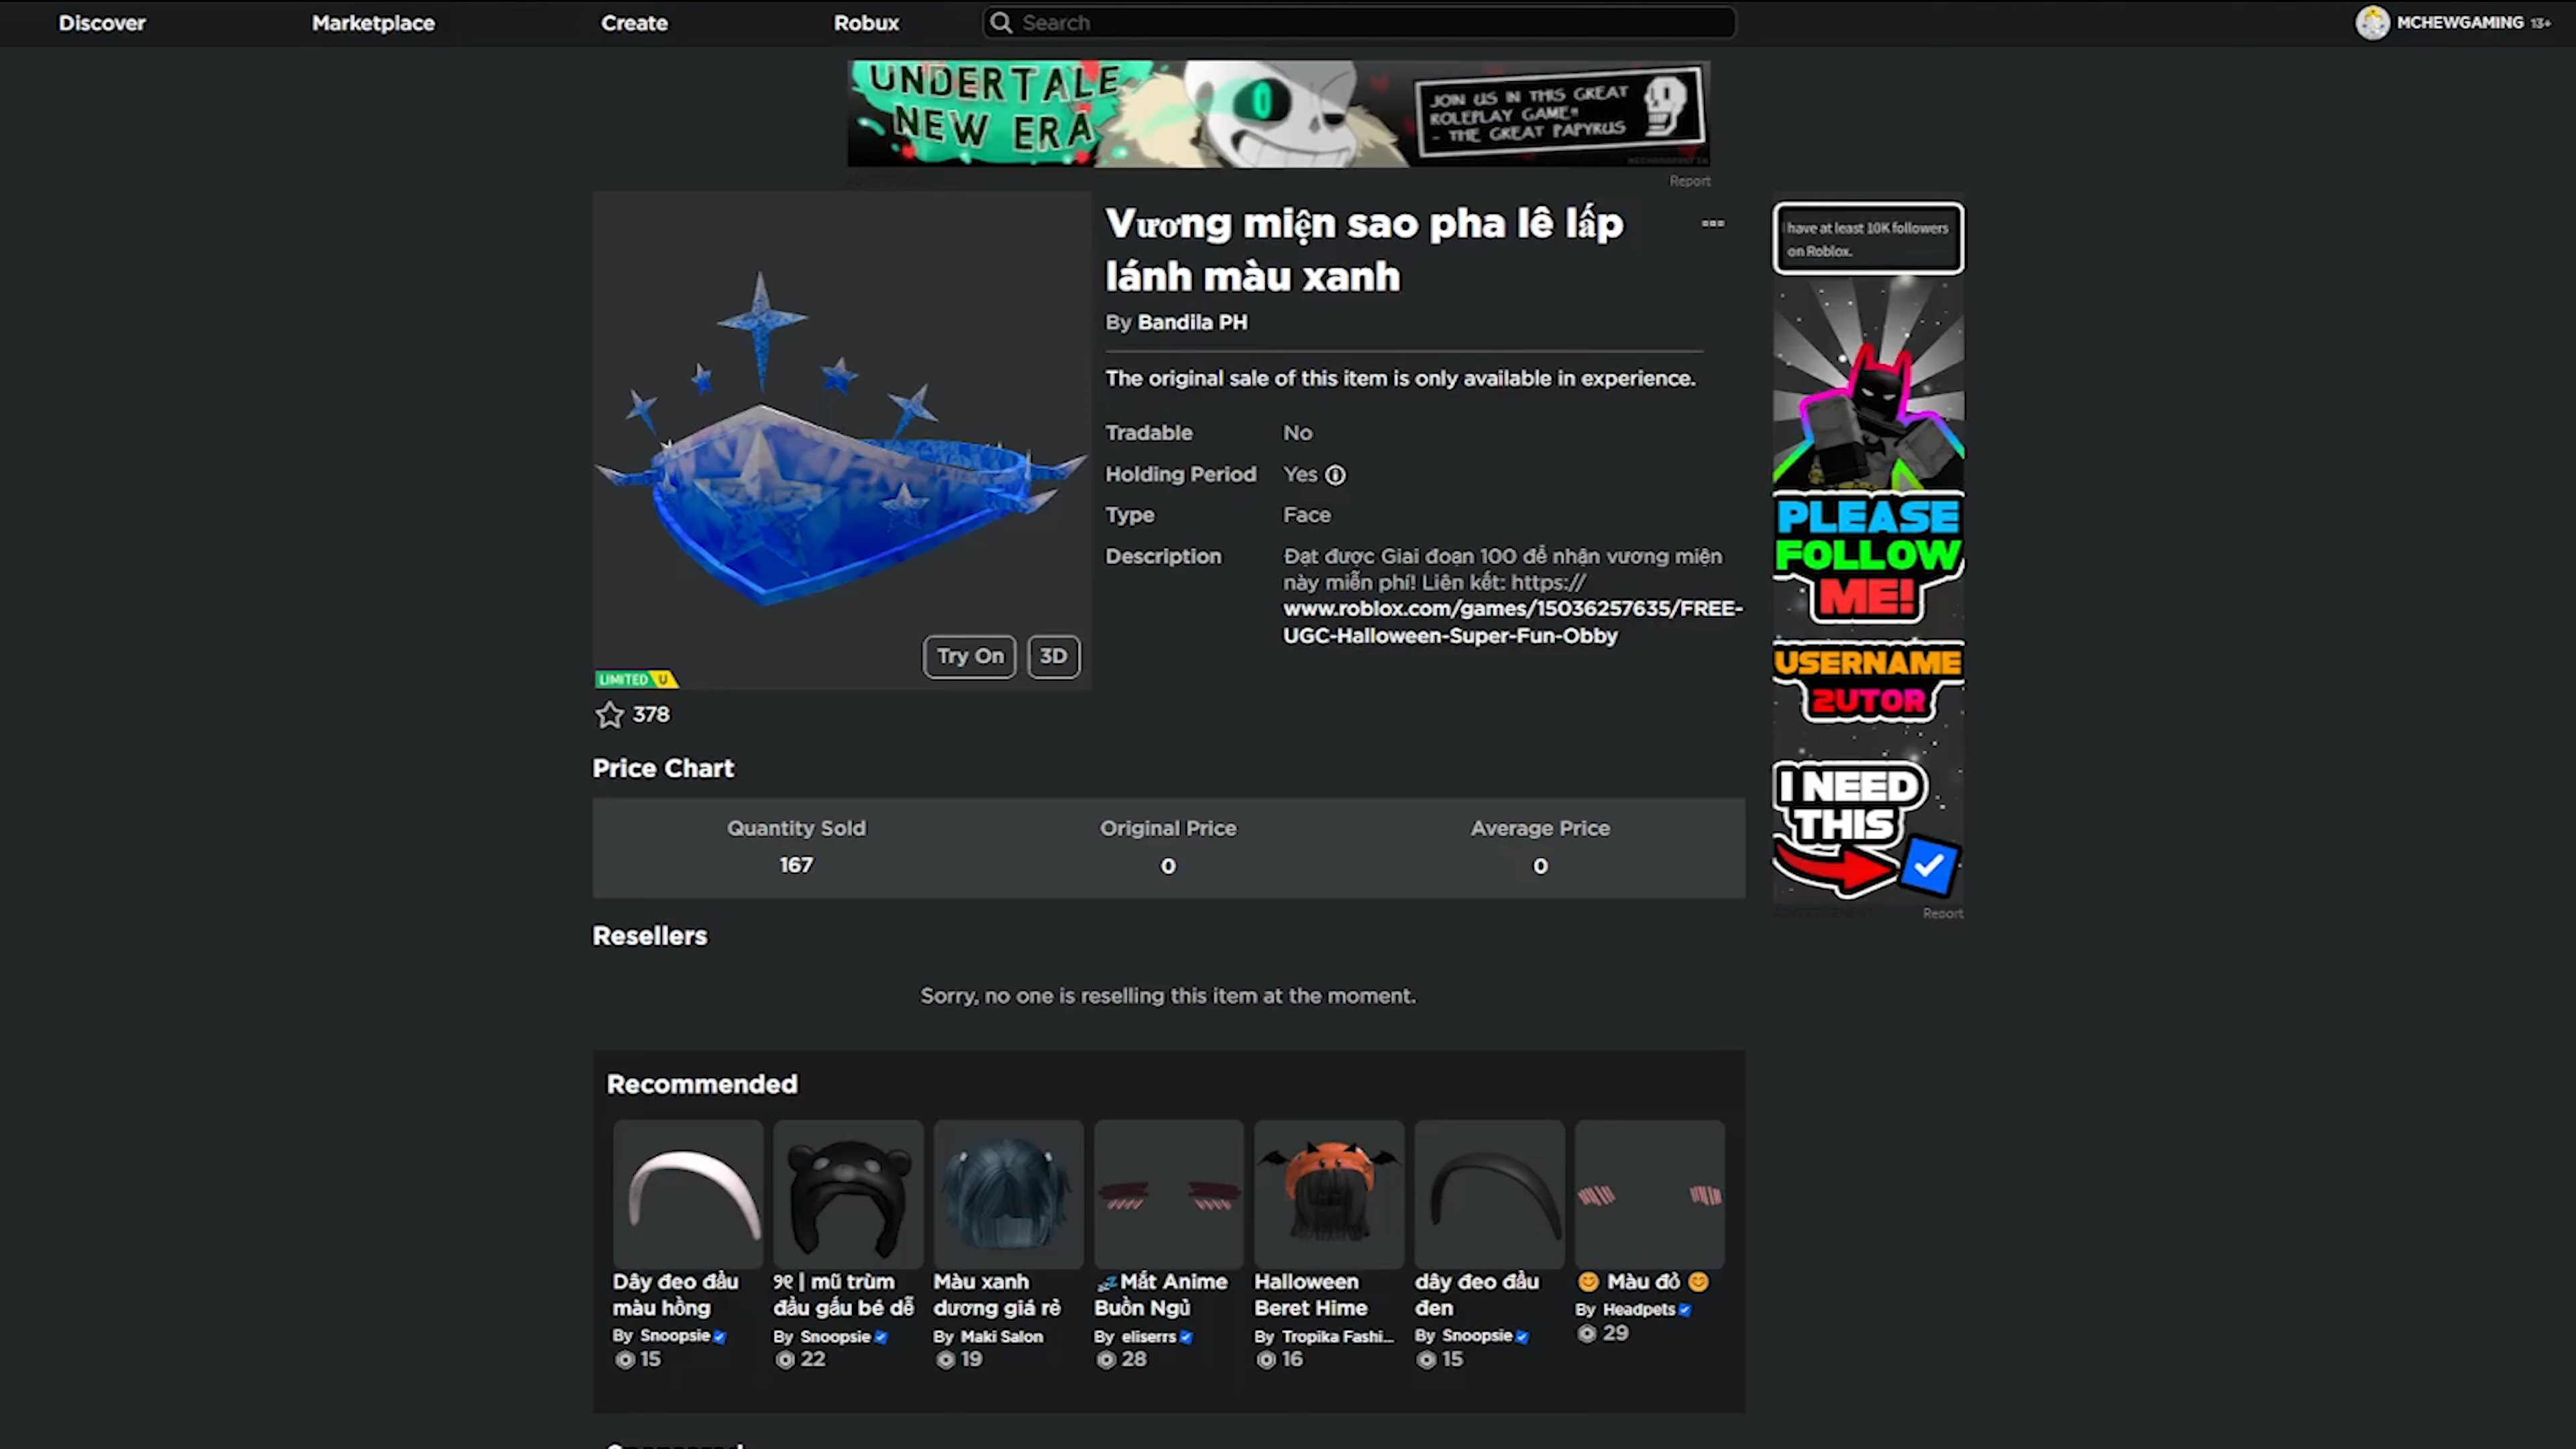 Discover
Marketplace
Create
Robux
Search
MCHEWGAMING 13+
UNDERTALE
NEW ERA
JOIN US IN THIS GREAT
ROLEPLAY GAME"
- THE GREAT PAPYRUS
Report
Vương miện sao pha lê lấp
lánh màu xanh
By Bandila PH
The original sale of this item is only available in experience.
Tradable No
Holding Period Yes
Type Face
Description Đạt được Giai đoạn 100 để nhận vương miện
này miễn phí! Liên kết: https://
www.roblox.com/games/15036257635/FREE-
UGC-Halloween-Super-Fun-Obby
Try On
3D
LIMITED U
378
have at least 10K followers
on Roblox.
PLEASE
FOLLOW
ME!
USERNAME
2UTOR
I NEED
THIS
Report
Price Chart
Quantity Sold
167
Original Price
0
Average Price
0
Resellers
Sorry, no one is reselling this item at the moment.
Recommended
Dây đeo đầu
màu hồng
By Snoopsie
15
୨୧ | mũ trùm
đầu gấu bé dễ
By Snoopsie
22
Màu xanh
dương giá rẻ
By Maki Salon
19
💤Mắt Anime
Buồn Ngủ
By eliserrs
28
Halloween
Beret Hime
By Tropika Fashi...
16
dây đeo đầu
đen
By Snoopsie
15
😊 Màu đỏ 😊
By Headpets
29